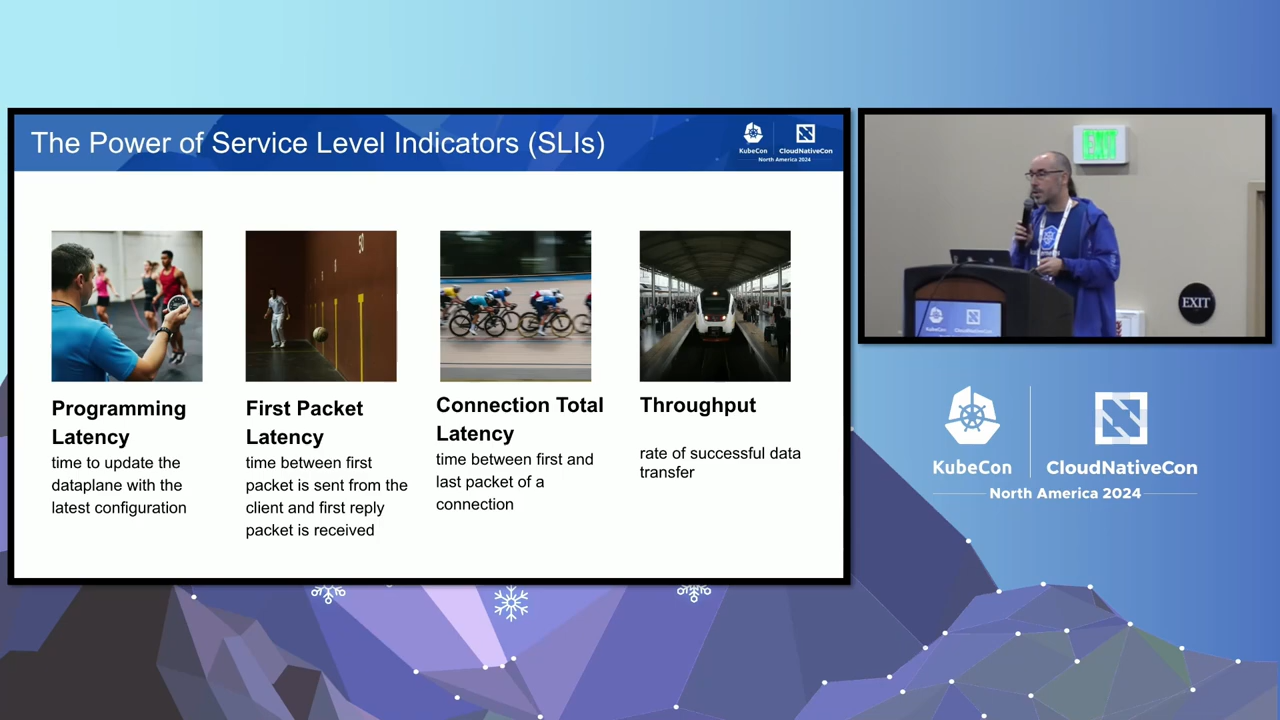 The Power of Service Level Indicators (SLIs)
KubeCon
CloudNativeCon
North America 2024
50
Programming
Latency
time to update the
dataplane with the
latest configuration
First Packet
Latency
time between first
packet is sent from the
client and first reply
packet is received
Connection Total
Latency
time between first and
last packet of a
connection
Throughput
rate of successful data
transfer
EXIT
EXIT
KubeCon
CloudNativeCon
KubeCon
CloudNativeCon
North America 2024